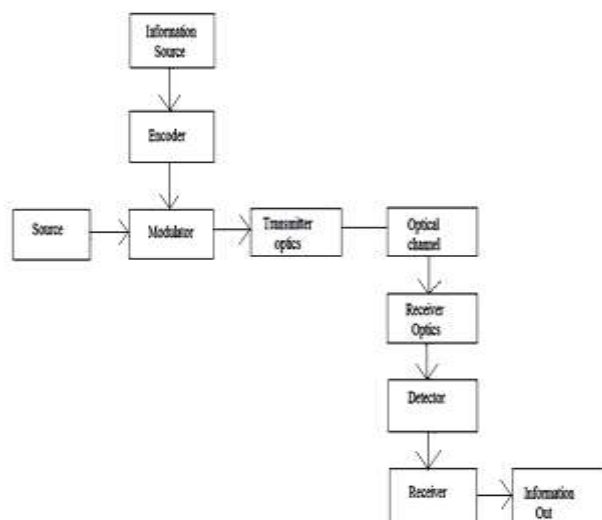 Information
Source
Encoder
Source
Modulator
Transmitter
optics
Optical
channel
Receiver
Optics
Detector
Receiver
Information
Out